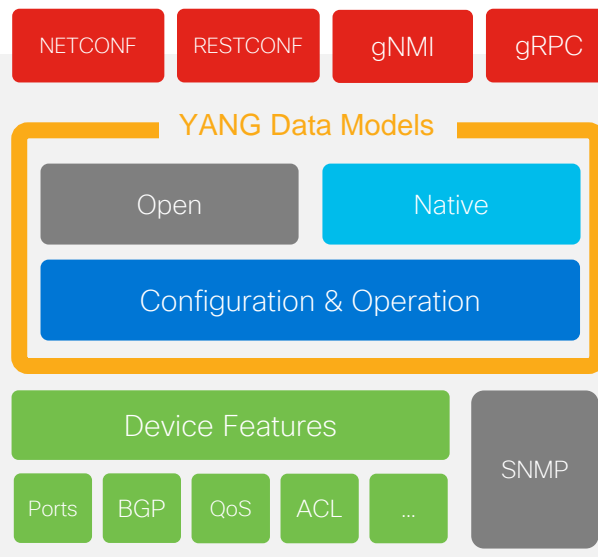 NETCONF
RESTCONF
gNMI
gRPC
YANG Data Models
Open
Native
Configuration & Operation
Device Features
SNMP
Ports
BGP
QoS
ACL
...